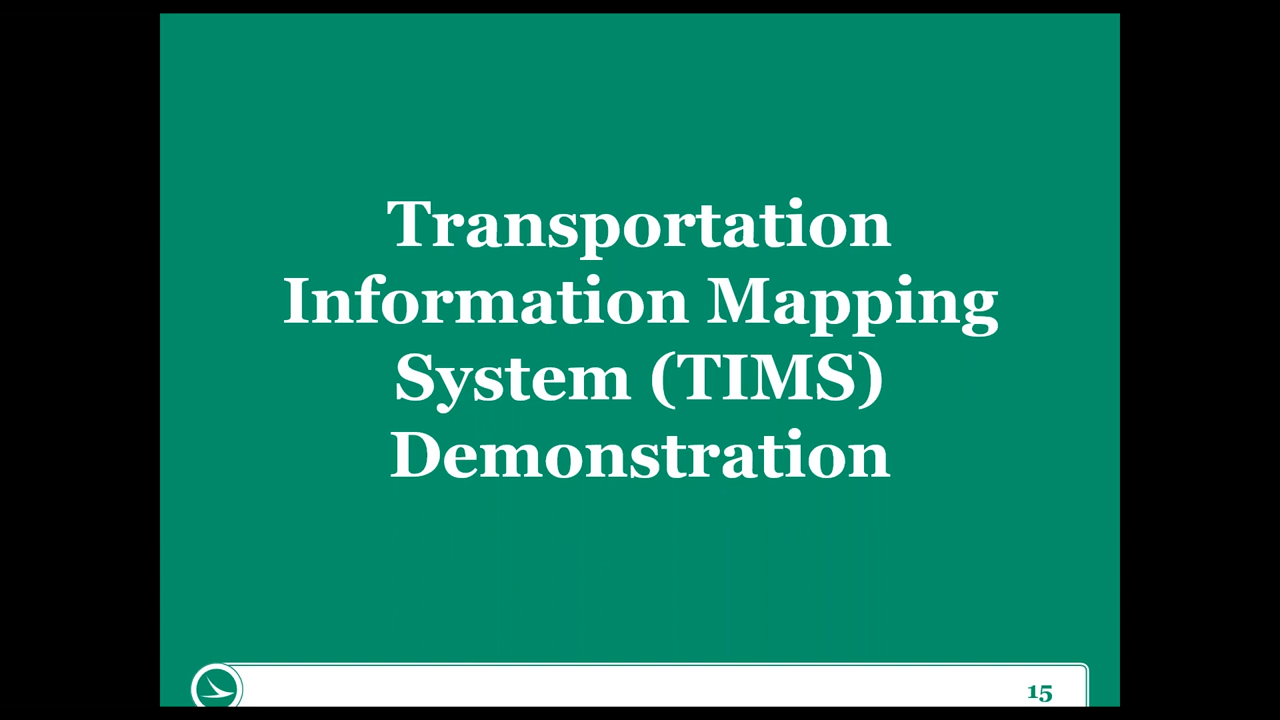 Transportation
Information Mapping
System (TIMS)
Demonstration
15